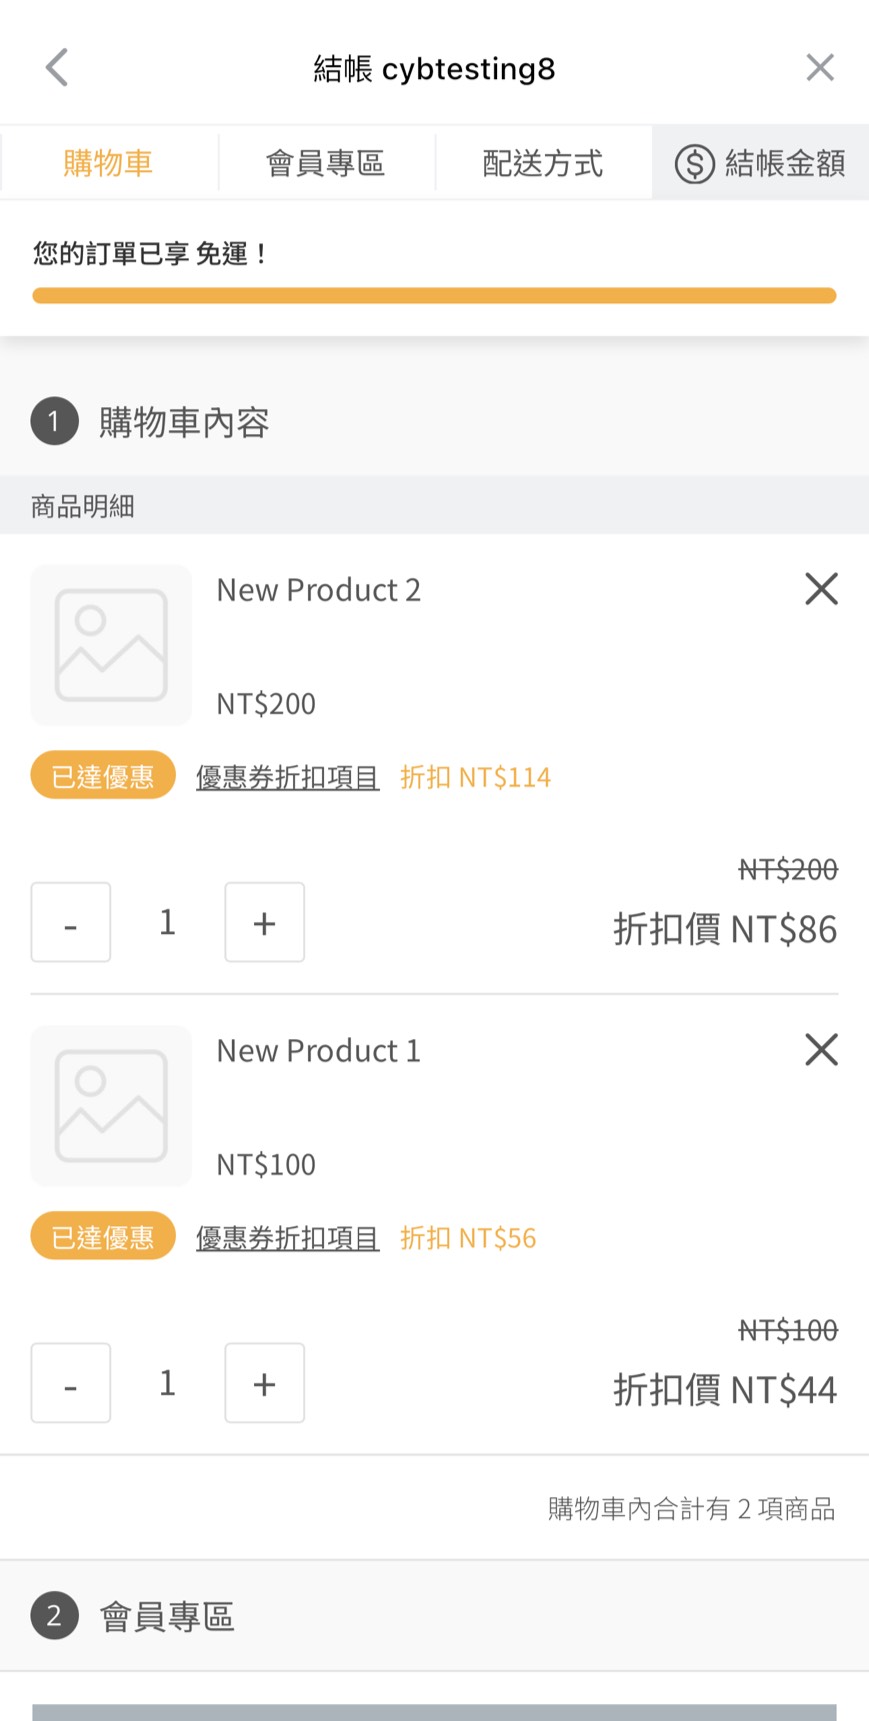 結帳 cybtesting8
購物車
會員專區
配送方式
結帳金額
您的訂單已享 免運！
1 購物車內容
商品明細
New Product 2
NT$200
已達優惠 優惠券折扣項目 折扣 NT$114
NT$200
- 1 +
折扣價 NT$86
New Product 1
NT$100
已達優惠 優惠券折扣項目 折扣 NT$56
NT$100
- 1 +
折扣價 NT$44
購物車內合計有 2 項商品
2 會員專區